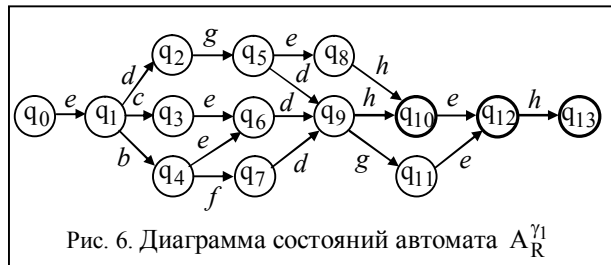 q2 g q5 e q8
d d h
q0 e q1 c q3 e q6 d q9 h q10 e q12 h q13
b e g e
q4 f q7 d q11
Рис. 6. Диаграмма состояний автомата A_R^γ1